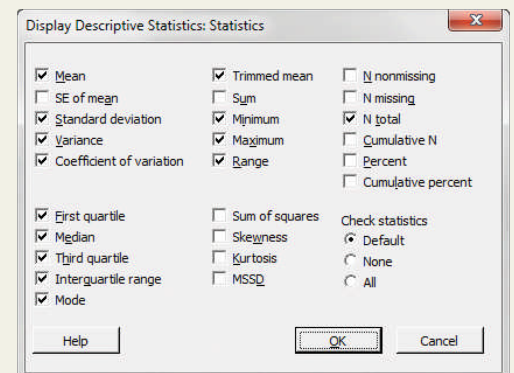 Display Descriptive Statistics: Statistics
Mean
SE of mean
Standard deviation
Variance
Coefficient of variation
Trimmed mean
Sum
Minimum
Maximum
Range
N nonmissing
N missing
N total
Cumulative N
Percent
Cumulative percent
First quartile
Median
Third quartile
Interquartile range
Mode
Sum of squares
Skewness
Kurtosis
MSSD
Check statistics
Default
None
All
Help
OK
Cancel